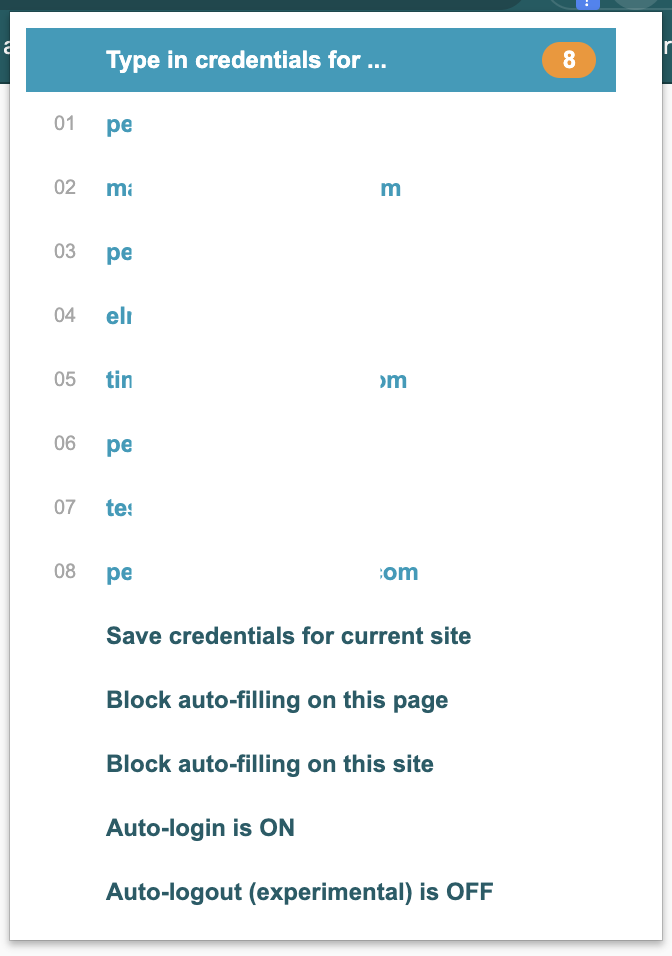 Type in credentials for ... 8
01 pe
02 ma m
03 pe
04 el
05 tin om
06 pe
07 tes
08 pe com
Save credentials for current site
Block auto-filling on this page
Block auto-filling on this site
Auto-login is ON
Auto-logout (experimental) is OFF